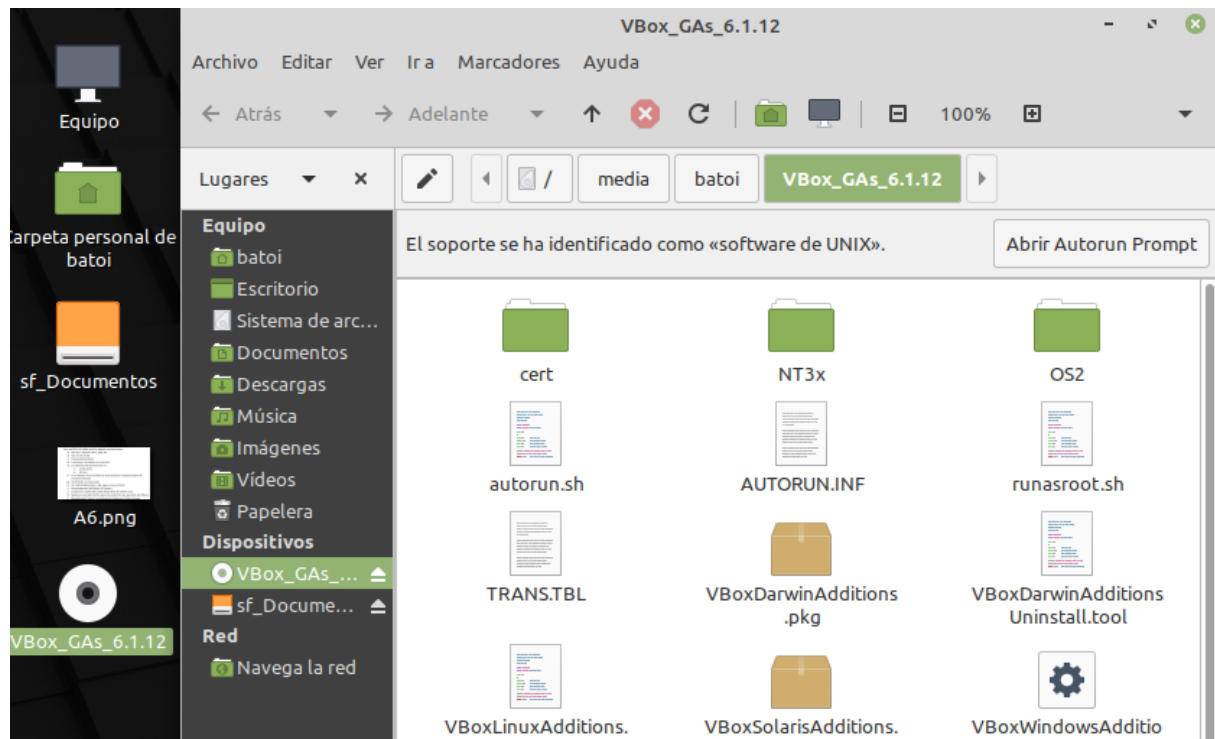 VBox_GAs_6.1.12
Archivo Editar Ver Ir a Marcadores Ayuda
Atrás Adelante 100%
Lugares
/ media batoi VBox_GAs_6.1.12
El soporte se ha identificado como «software de UNIX». Abrir Autorun Prompt
Equipo
batoi
Escritorio
Sistema de arc...
Documentos
Descargas
Música
Imágenes
Vídeos
Papelera
Dispositivos
VBox_GAs_...
sf_Docume...
Red
Navega la red
cert NT3x OS2
autorun.sh AUTORUN.INF runasroot.sh
TRANS.TBL VBoxDarwinAdditions
.pkg
VBoxDarwinAdditions
Uninstall.tool
VBoxLinuxAdditions. VBoxSolarisAdditions. VBoxWindowsAdditio
Equipo
Carpeta personal de
batoi
sf_Documentos
A6.png
VBox_GAs_6.1.12